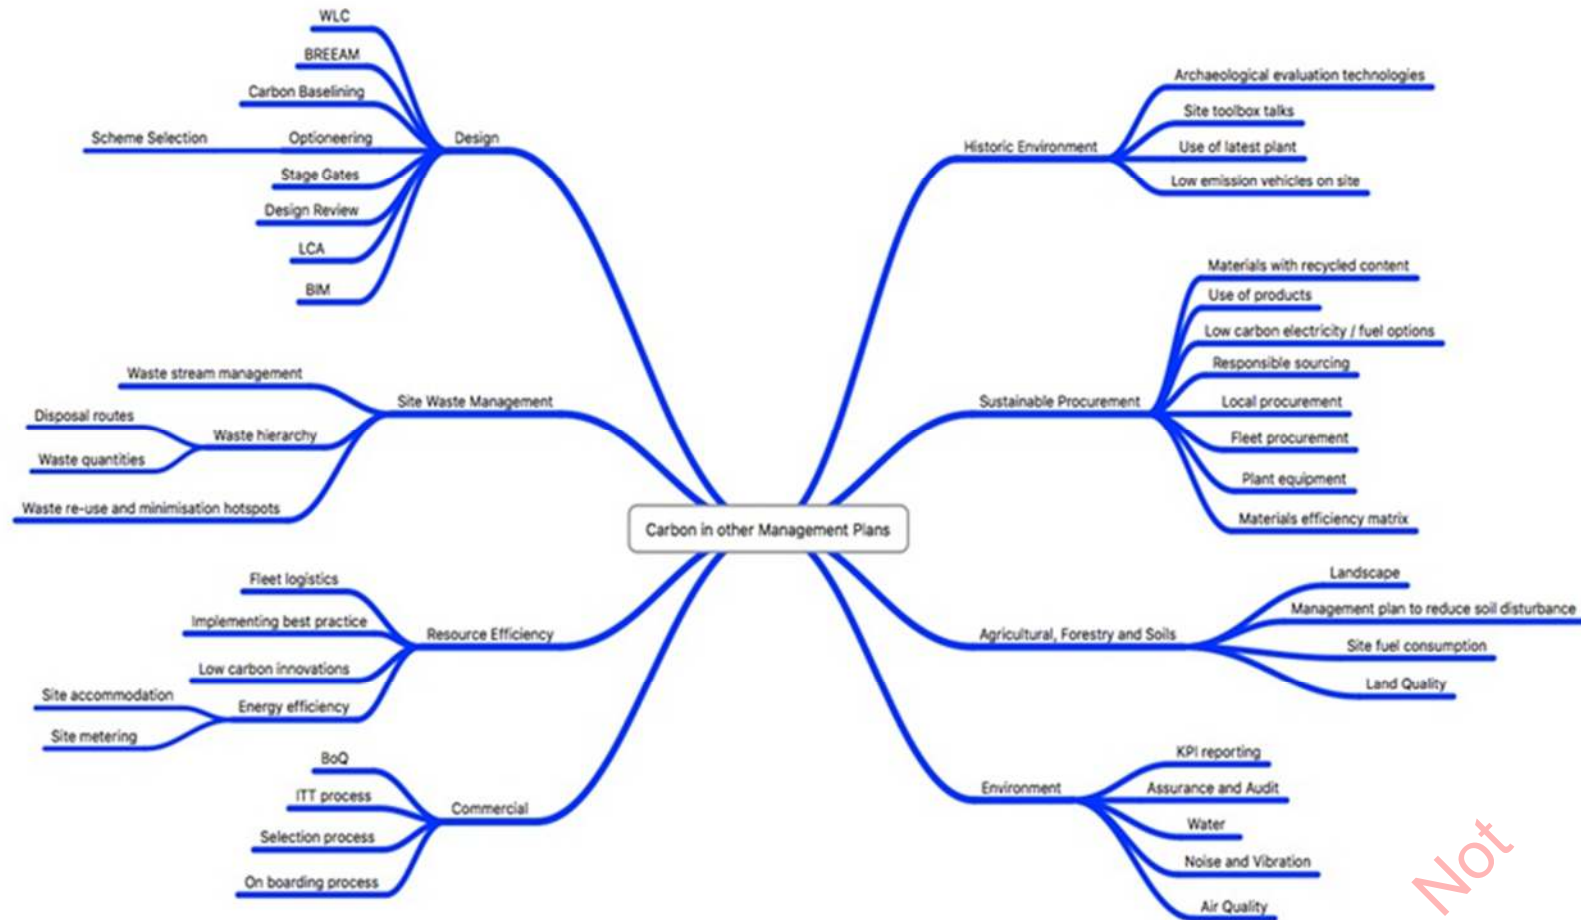 WLC
BREEAM
Carbon Baselining
Scheme Selection
Optioneering
Design
Stage Gates
Design Review
LCA
BIM
Waste stream management
Site Waste Management
Disposal routes
Waste hierarchy
Waste quantities
Waste re-use and minimisation hotspots
Carbon in other Management Plans
Fleet logistics
Implementing best practice
Resource Efficiency
Low carbon innovations
Site accommodation
Energy efficiency
Site metering
BoQ
ITT process
Commercial
Selection process
On boarding process
Archaeological evaluation technologies
Site toolbox talks
Historic Environment
Use of latest plant
Low emission vehicles on site
Materials with recycled content
Use of products
Low carbon electricity / fuel options
Responsible sourcing
Sustainable Procurement
Local procurement
Fleet procurement
Plant equipment
Materials efficiency matrix
Landscape
Management plan to reduce soil disturbance
Agricultural, Forestry and Soils
Site fuel consumption
Land Quality
KPI reporting
Environment
Assurance and Audit
Water
Noise and Vibration
Air Quality
Not